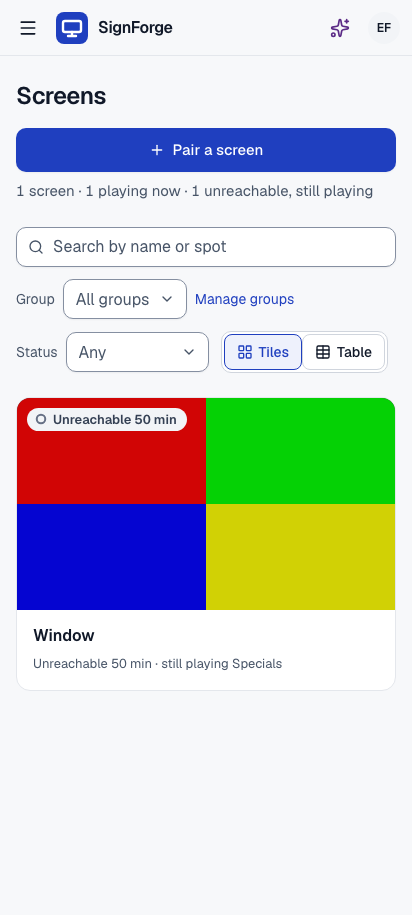 SignForge
EF
Screens
Pair a screen
1 screen · 1 playing now · 1 unreachable, still playing
Search by name or spot
Group All groups Manage groups
Status Any Tiles Table
Unreachable 50 min
Window
Unreachable 50 min · still playing Specials